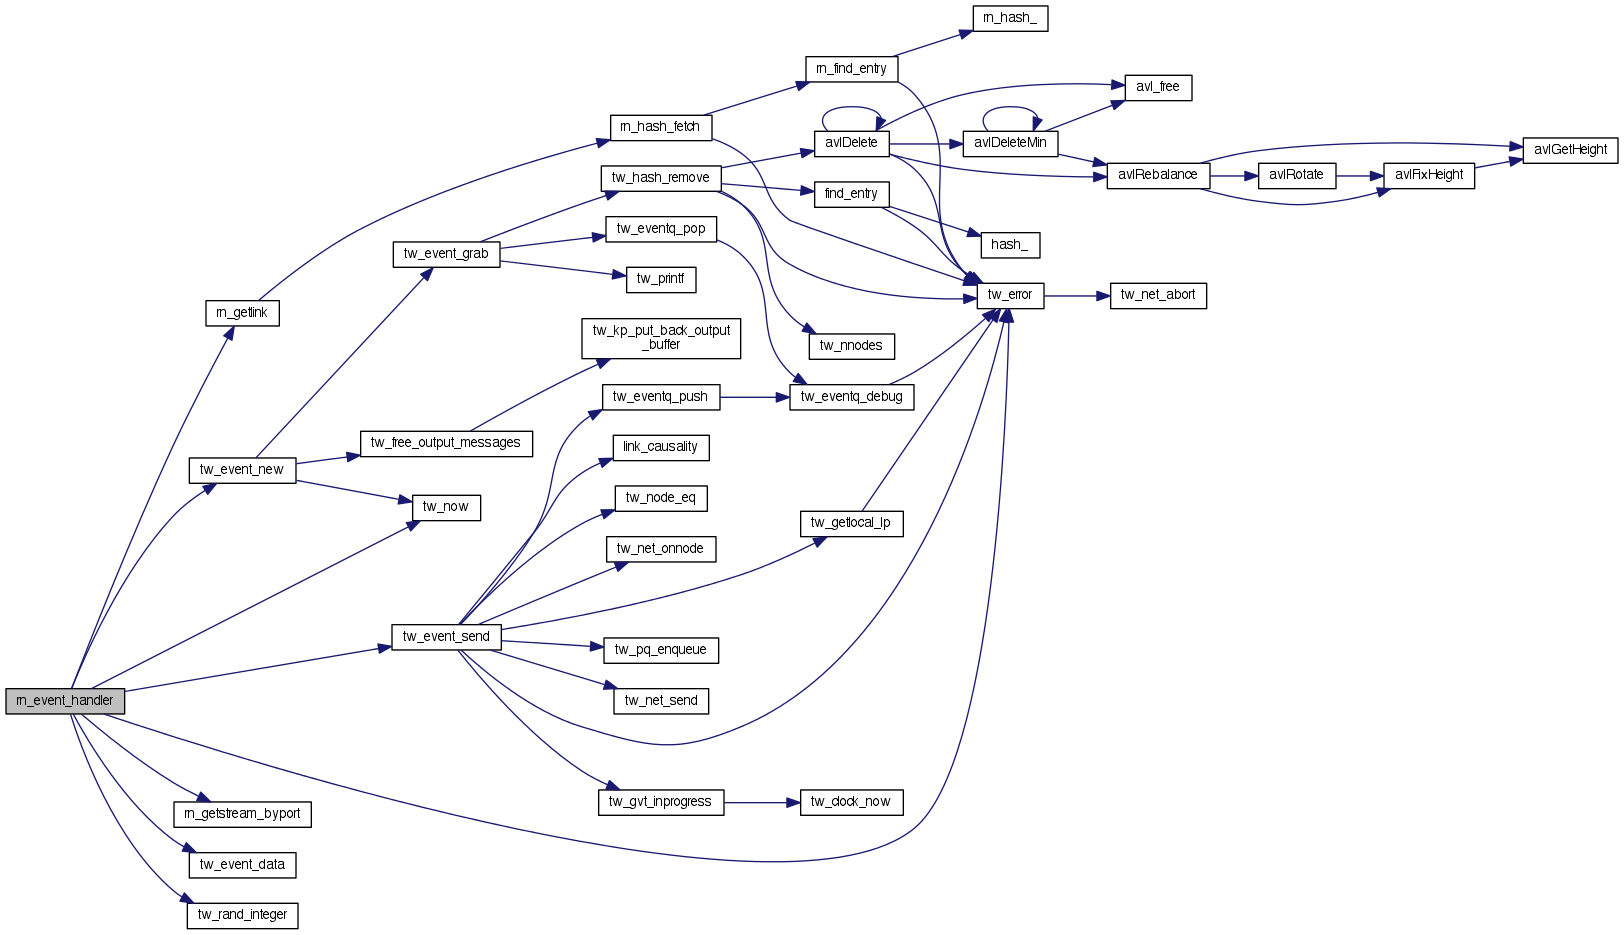 rn_hash_
rn_find_entry
avl_free
rn_hash_fetch
avlDelete
avlDeleteMin
avlGetHeight
tw_hash_remove
avlRebalance
avlRotate
avlFixHeight
find_entry
tw_eventq_pop
hash_
tw_event_grab
tw_printf
tw_error
tw_net_abort
rn_getlink
tw_kp_put_back_output
_buffer
tw_nnodes
tw_eventq_push
tw_eventq_debug
tw_free_output_messages
link_causality
tw_event_new
tw_node_eq
tw_now
tw_getlocal_lp
tw_net_onnode
tw_event_send
tw_pq_enqueue
rn_event_handler
tw_net_send
tw_gvt_inprogress
tw_clock_now
rn_getstream_byport
tw_event_data
tw_rand_integer